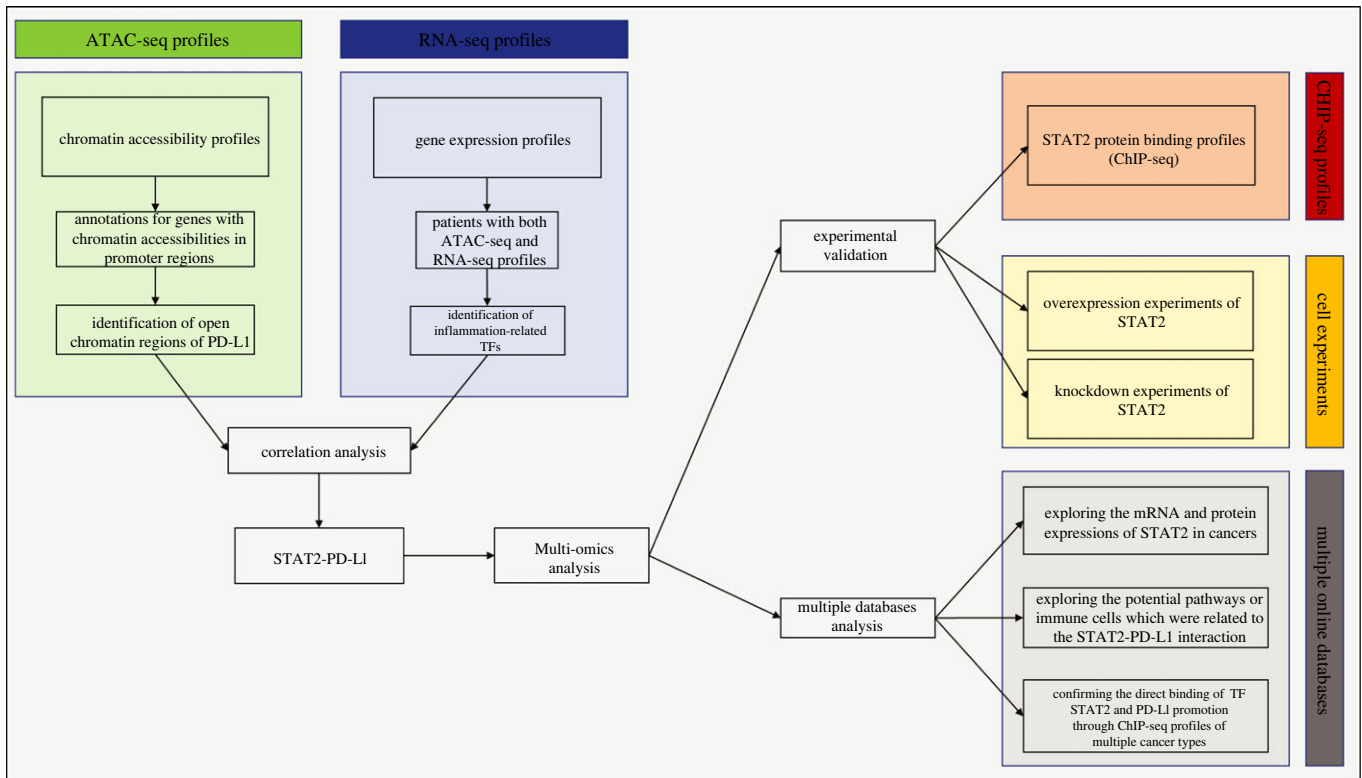 ATAC-seq profiles
chromatin accessibility profiles
annotations for genes with
chromatin accessibilities in
promoter regions
identification of open
chromatin regions of PD-L1
RNA-seq profiles
gene expression profiles
patients with both
ATAC-seq and
RNA-seq profiles
identification of
inflammation-related
TFs
correlation analysis
STAT2-PD-Ll
Multi-omics
analysis
experimental
validation
multiple databases
analysis
STAT2 protein binding profiles
(ChIP-seq)
CHIP-seq profiles
overexpression experiments of
STAT2
knockdown experiments of
STAT2
cell experiments
exploring the mRNA and protein
expressions of STAT2 in cancers
exploring the potential pathways or
immune cells which were related to
the STAT2-PD-L1 interaction
confirming the direct binding of TF
STAT2 and PD-Ll promotion
through ChIP-seq profiles of
multiple cancer types
multiple online databases